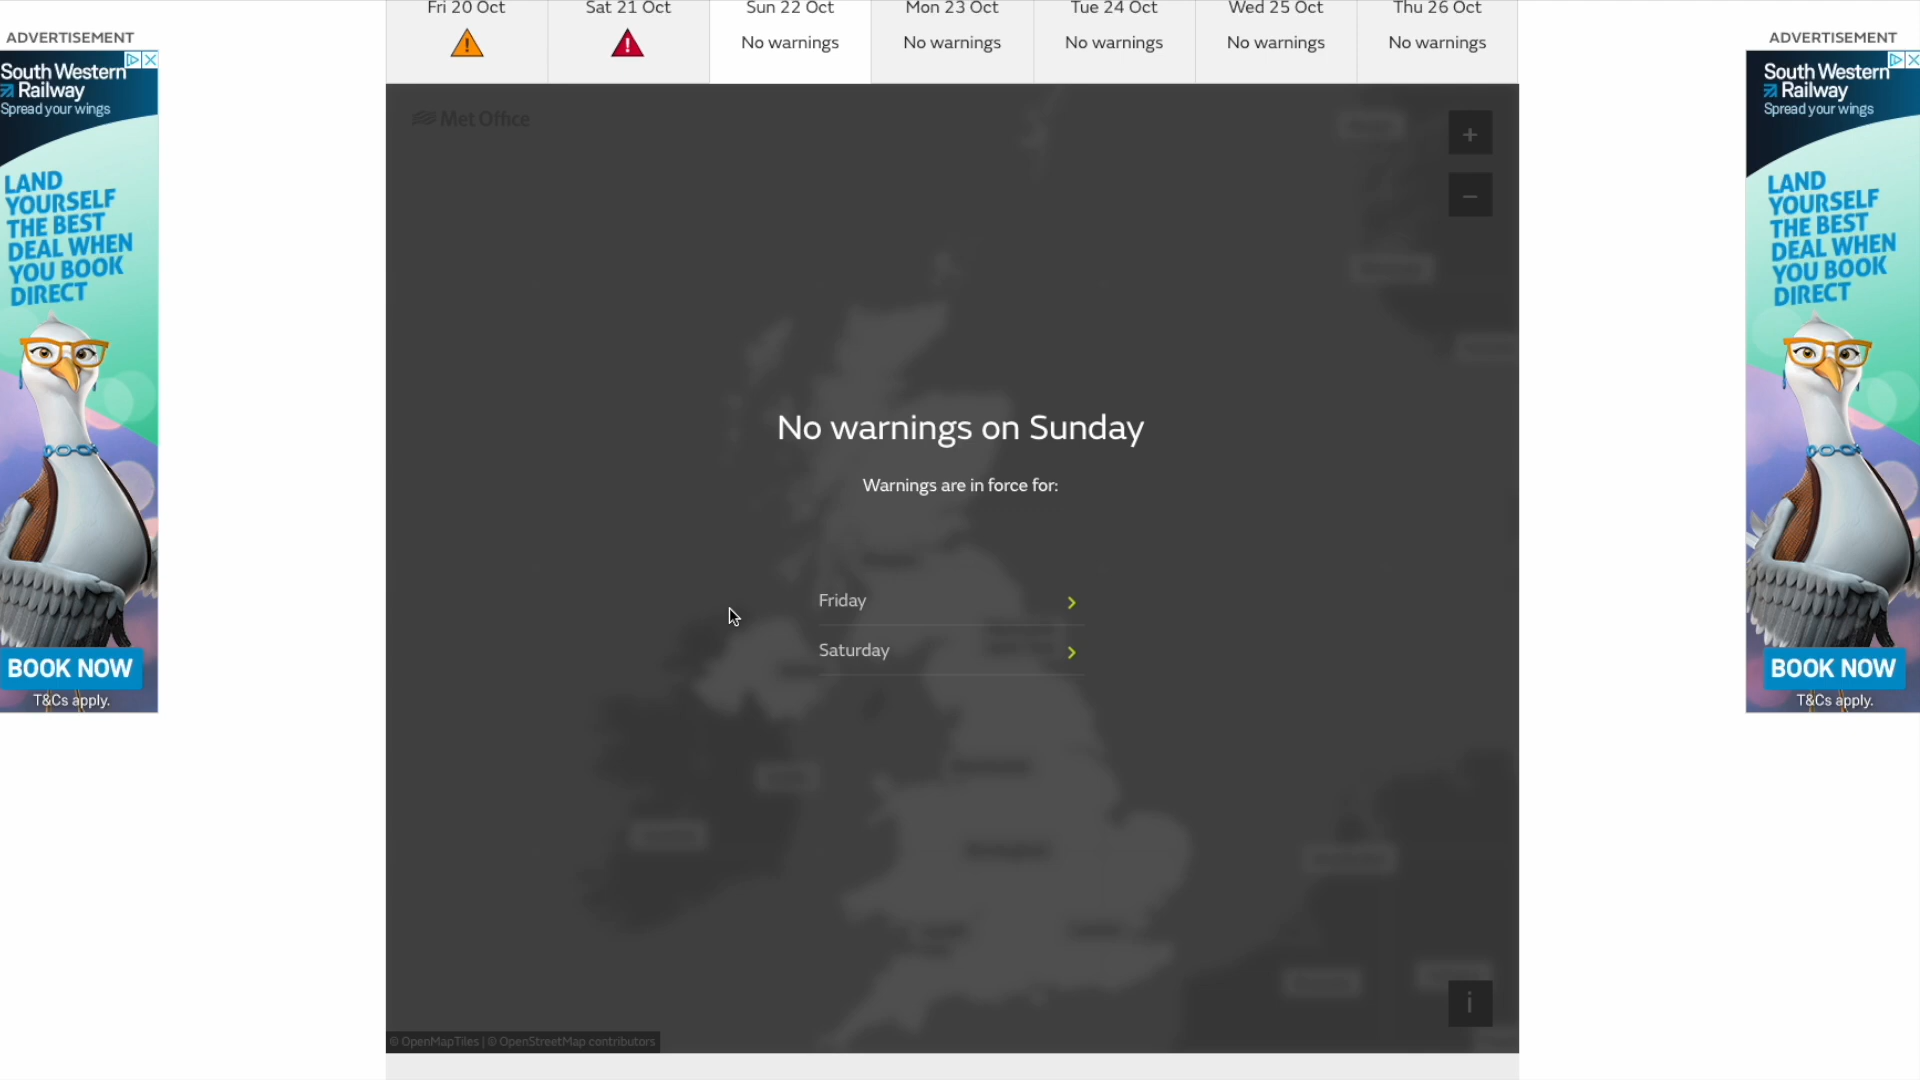 Fri 20 Oct
Sat 21 Oct
Sun 22 Oct
Mon 23 Oct
Tue 24 Oct
Wed 25 Oct
Thu 26 Oct
No warnings
No warnings
No warnings
No warnings
No warnings
ADVERTISEMENT
South Western
Railway
Spread your wings
LAND
YOURSELF
THE BEST
DEAL WHEN
YOU BOOK
DIRECT
BOOK NOW
T&Cs apply.
Met Office
No warnings on Sunday
Warnings are in force for:
Friday
Saturday
© OpenMapTiles | © OpenStreetMap contributors
ADVERTISEMENT
South Western
Railway
Spread your wings
LAND
YOURSELF
THE BEST
DEAL WHEN
YOU BOOK
DIRECT
BOOK NOW
T&Cs apply.